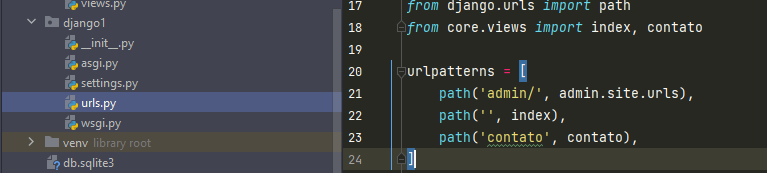 views.py
django1
__init__.py
asgi.py
settings.py
urls.py
wsgi.py
venv library root
db.sqlite3
17 from django.urls import path
18 from core.views import index, contato
19
20 urlpatterns = [
21 path('admin/', admin.site.urls),
22 path('', index),
23 path('contato', contato),
24 ]